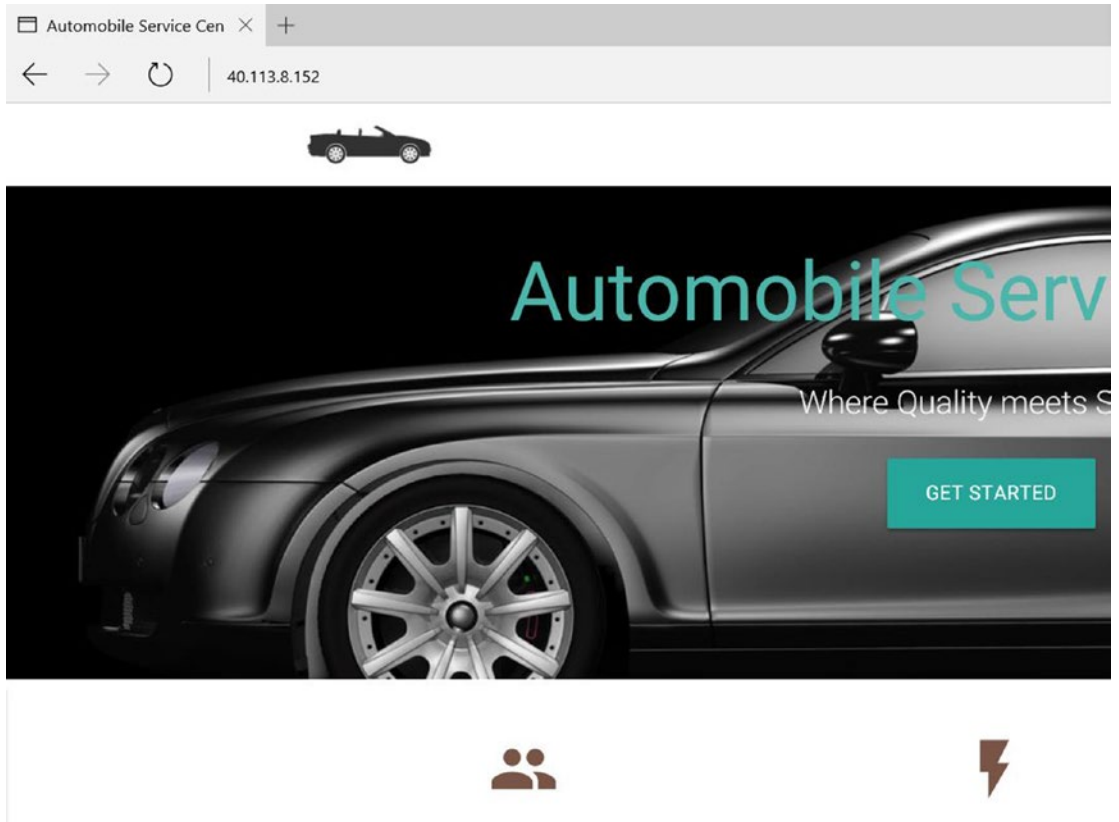 Automobile Service Cen
40.113.8.152
Automobile Serv
Where Quality meets S
GET STARTED